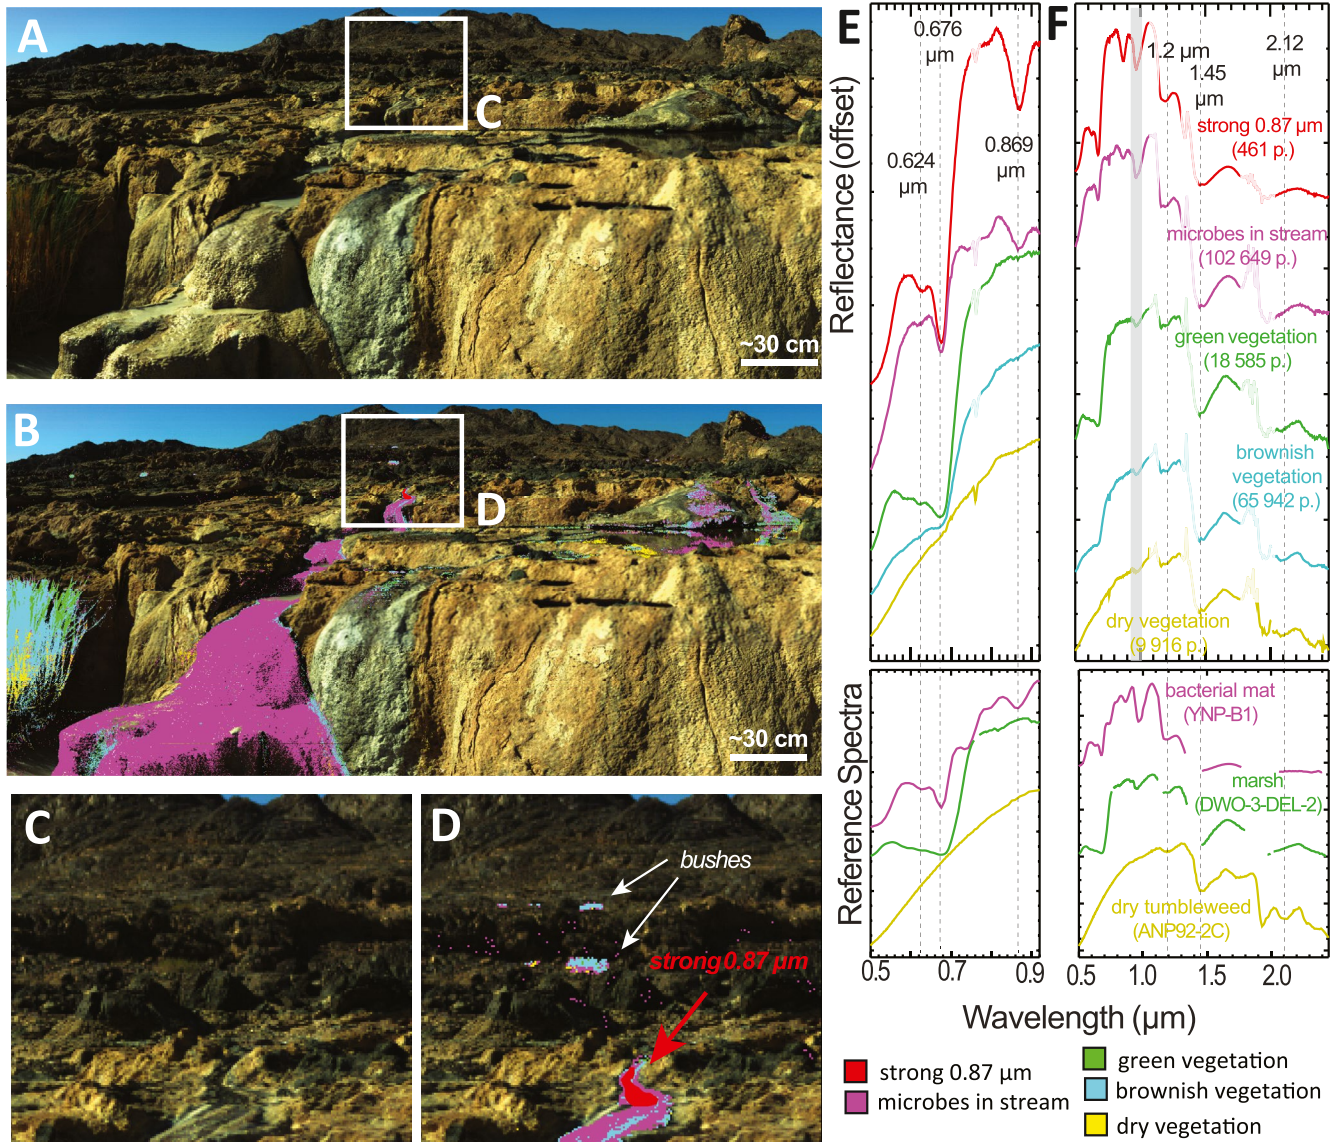 A
C
~30 cm
B
D
~30 cm
C
D
bushes
strong 0.87 µm
E
0.676
µm
0.624
µm
0.869
µm
Reflectance (offset)
F
1.2 µm
1.45
µm
2.12
µm
strong 0.87 µm
(461 p.)
microbes in stream
(102 649 p.)
green vegetation
(18 585 p.)
brownish
vegetation
(65 942 p.)
dry vegetation
(9 916 p.)
Reference Spectra
bacterial mat
(YNP-B1)
marsh
(DWO-3-DEL-2)
dry tumbleweed
(ANP92-2C)
0.5 0.7 0.9
0.5 1.0 1.5 2.0
Wavelength (µm)
strong 0.87 µm
microbes in stream
green vegetation
brownish vegetation
dry vegetation